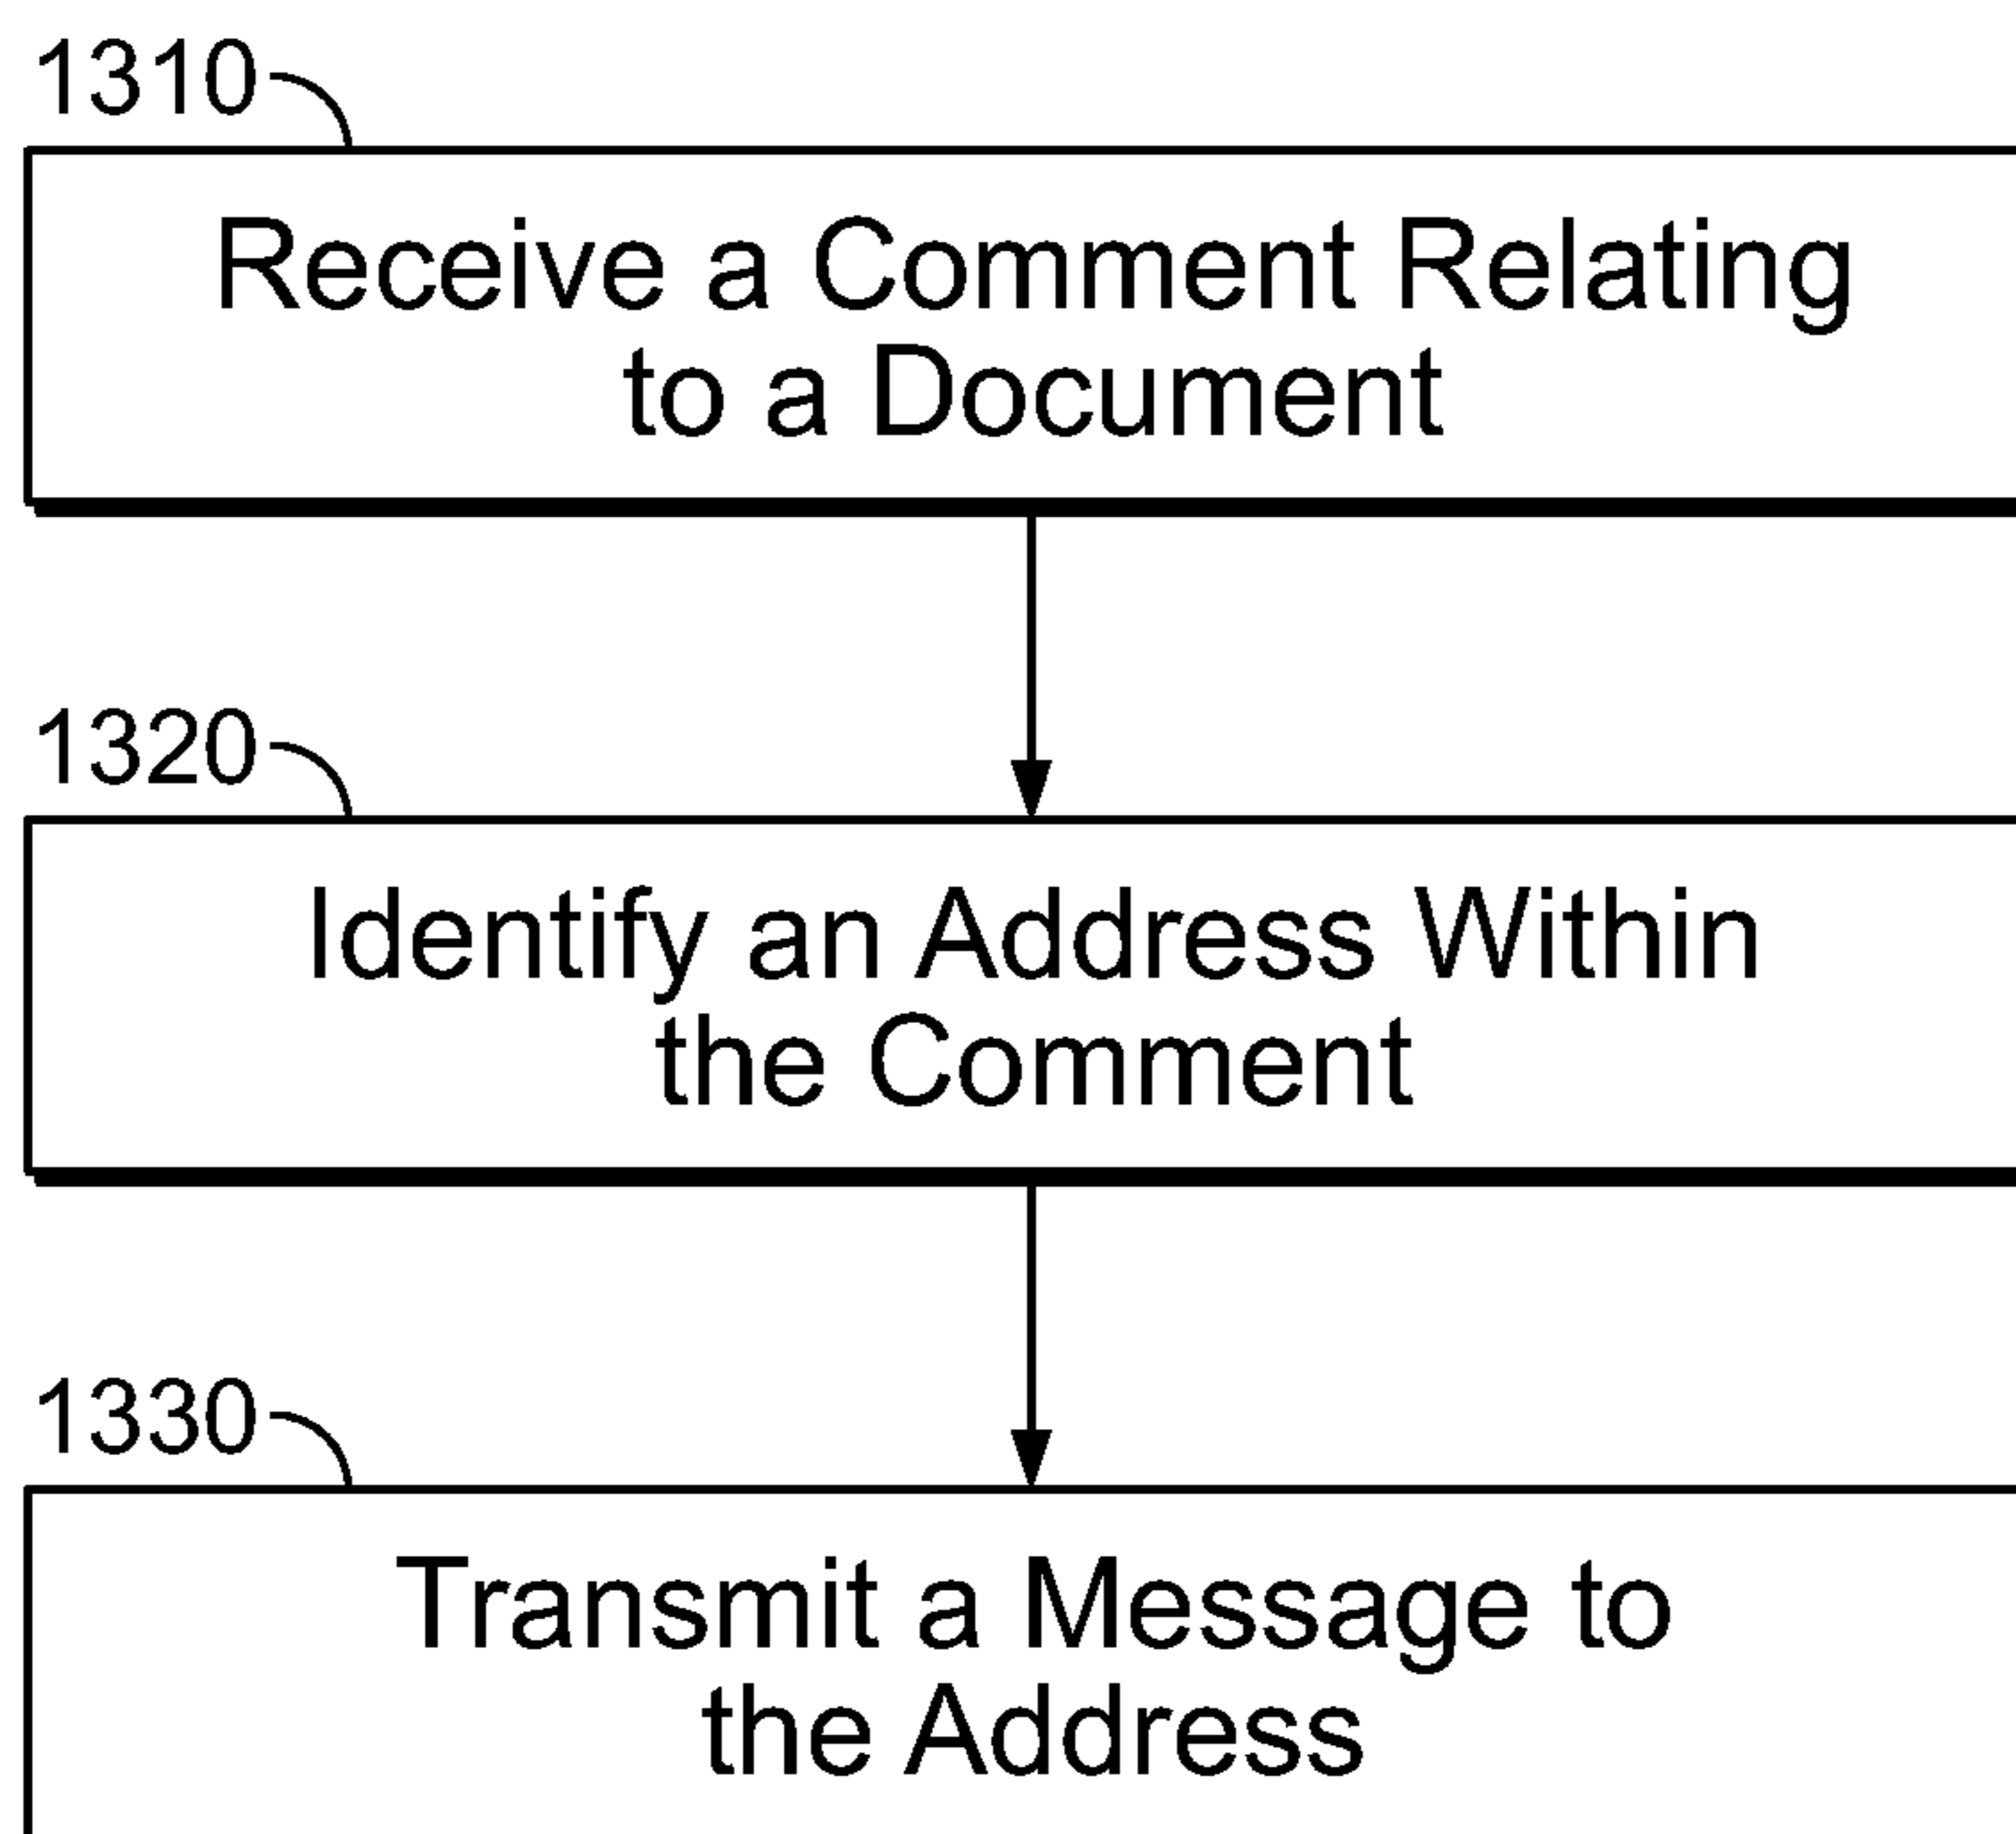 1310
Receive a Comment Relating
to a Document
1320
Identify an Address Within
the Comment
1330
Transmit a Message to
the Address